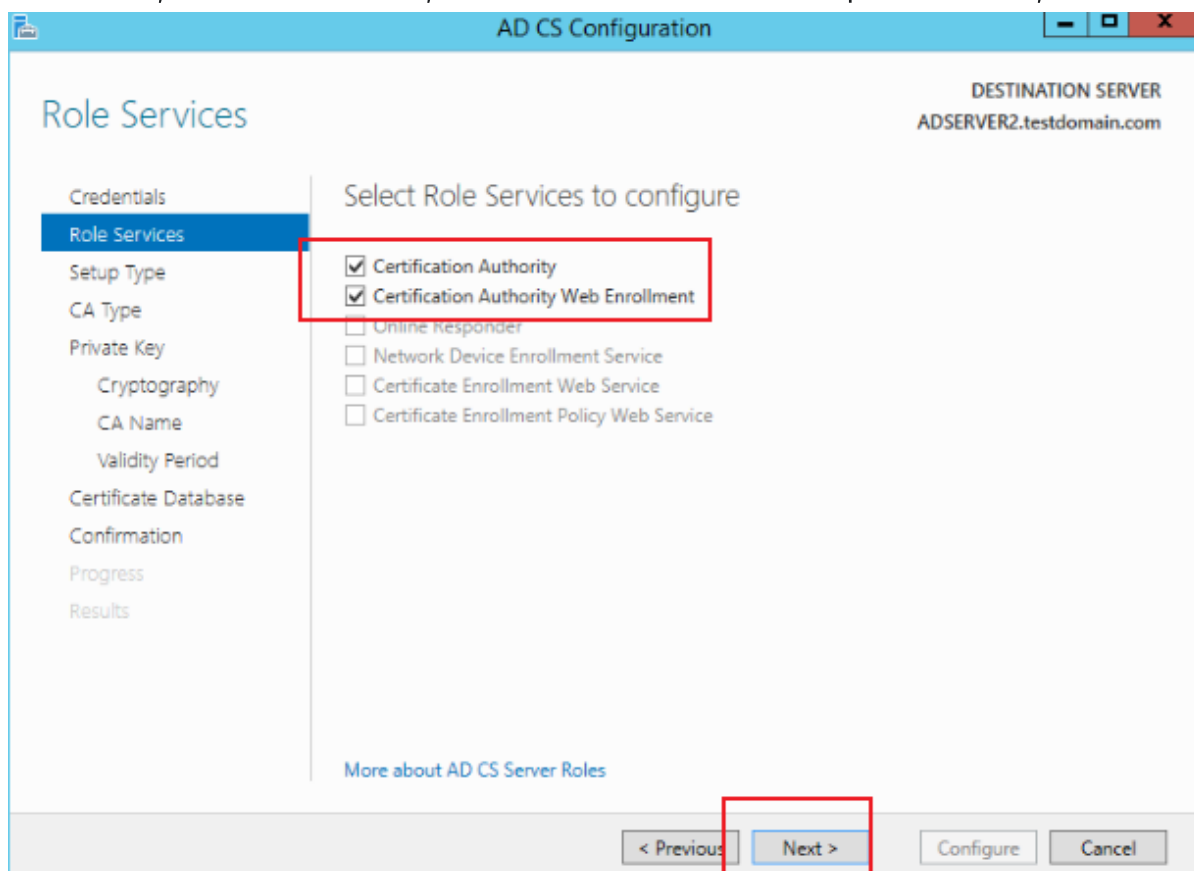 AD CS Configuration
DESTINATION SERVER
ADSERVER2.testdomain.com
Role Services
Credentials
Role Services
Setup Type
CA Type
Private Key
Cryptography
CA Name
Validity Period
Certificate Database
Confirmation
Progress
Results
Select Role Services to configure
Certification Authority
Certification Authority Web Enrollment
Online Responder
Network Device Enrollment Service
Certificate Enrollment Web Service
Certificate Enrollment Policy Web Service
More about AD CS Server Roles
< Previous
Next >
Configure
Cancel